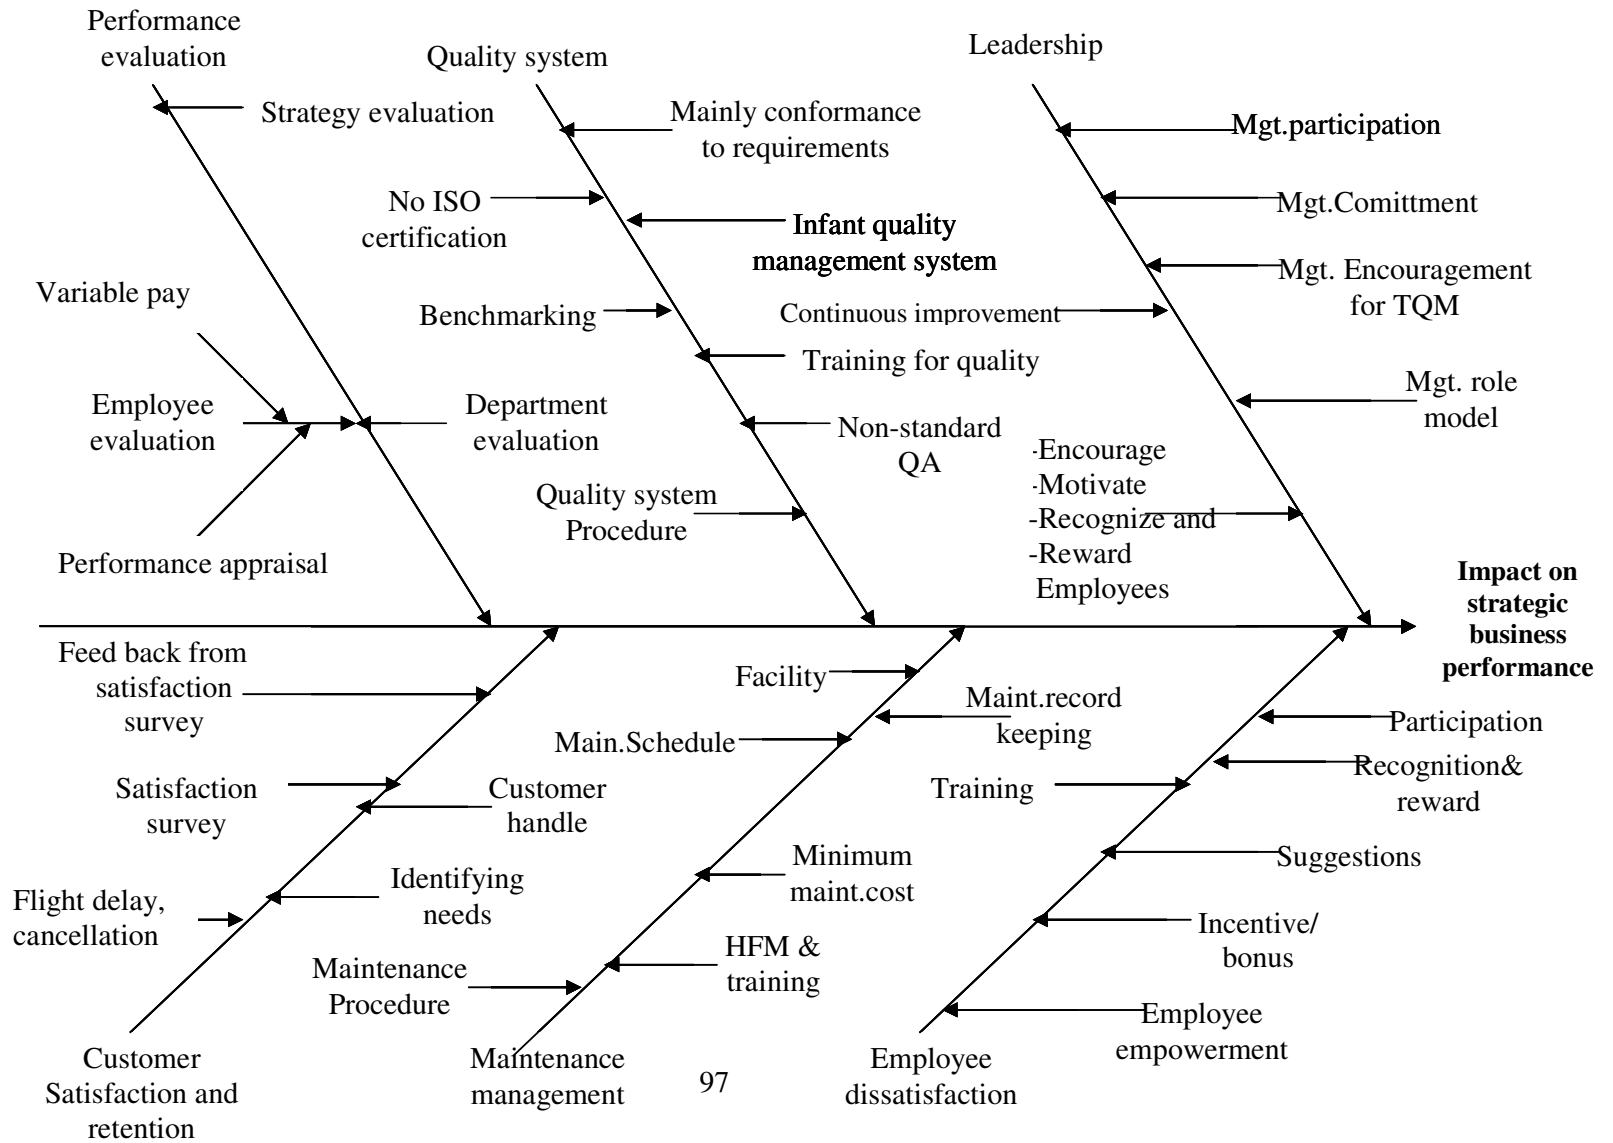 Performance
evaluation
Quality system
Leadership
Strategy evaluation
Mainly conformance
to requirements
Mgt.participation
No ISO
certification
Infant quality
management system
Mgt.Comittment
Variable pay
Benchmarking
Continuous improvement
Mgt. Encouragement
for TQM
Training for quality
Employee
evaluation
Department
evaluation
Non-standard
QA
Mgt. role
model
Quality system
Procedure
-Encourage
-Motivate
-Recognize and
-Reward
Employees
Performance appraisal
Impact on
strategic
business
performance
Feed back from
satisfaction
survey
Facility
Maint.record
keeping
Participation
Main.Schedule
Recognition&
reward
Satisfaction
survey
Customer
handle
Training
Minimum
maint.cost
Suggestions
Flight delay,
cancellation
Identifying
needs
Incentive/
bonus
Maintenance
Procedure
HFM &
training
Employee
empowerment
Customer
Satisfaction and
retention
Maintenance
management
97
Employee
dissatisfaction